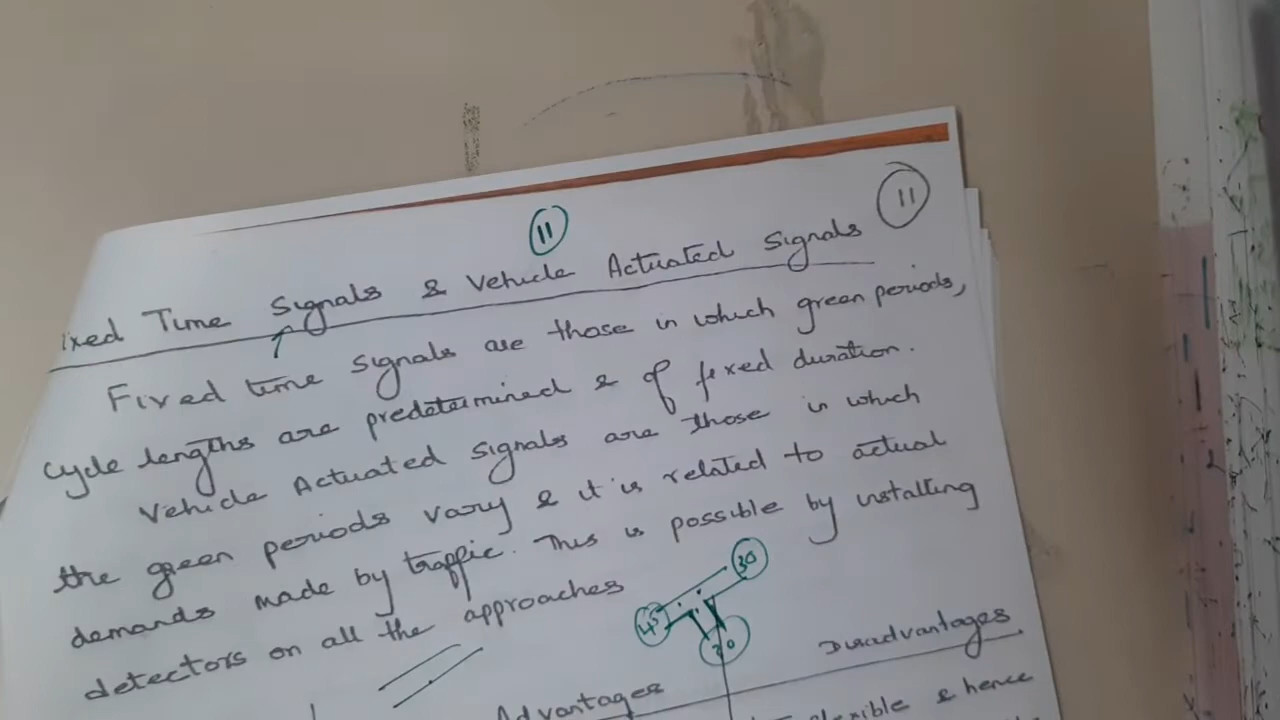 11
11
ixed Time Signals & Vehicle Actuated Signals
Fixed time signals are those in which green periods,
cycle lengths are predetermined & of fixed duration.
Vehicle Actuated Signals are those in which
the green periods vary & it is related to actual
demands made by traffic. This is possible by installing
detectors on all the approaches
30
45
20
Advantages Disadvantages
flexible & hence